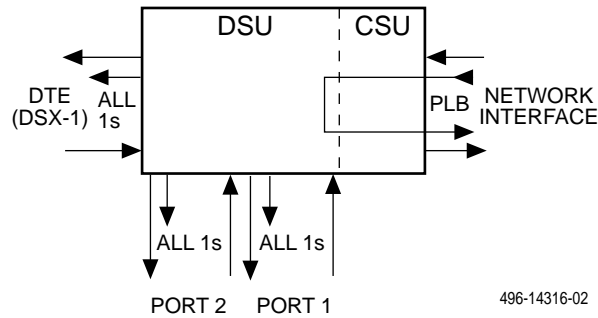 DSU
CSU
DTE
(DSX-1)
ALL
1s
PLB
NETWORK
INTERFACE
ALL 1s
ALL 1s
PORT 2
PORT 1
496-14316-02